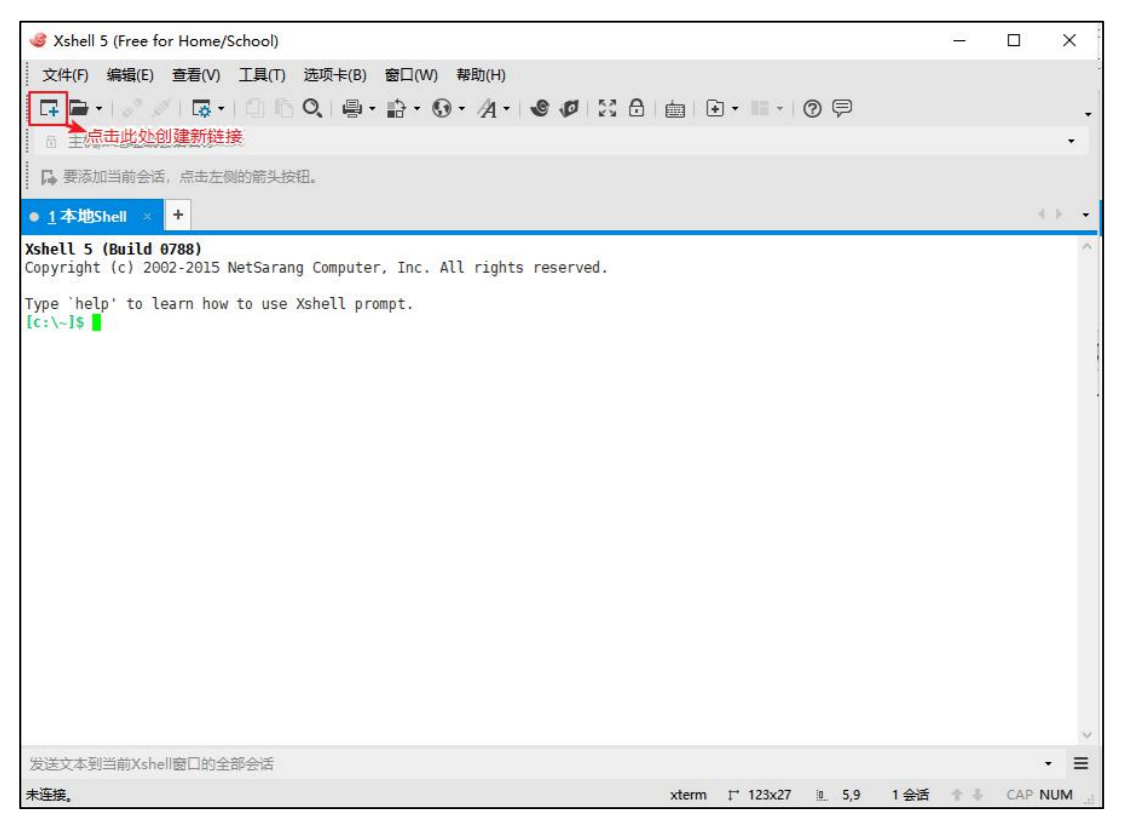 Xshell 5 (Free for Home/School)
文件(F) 编辑(E) 查看(V) 工具(T) 选项卡(B) 窗口(W) 帮助(H)
点击此处创建新链接
要添加当前会话, 点击左侧的箭头按钮。
1 本地Shell × +
Xshell 5 (Build 0788)
Copyright (c) 2002-2015 NetSarang Computer, Inc. All rights reserved.
Type `help' to learn how to use Xshell prompt.
[c:\~]$
发送文本到当前Xshell窗口的全部会话
未连接。 xterm 123x27 5,9 1 会话 CAP NUM